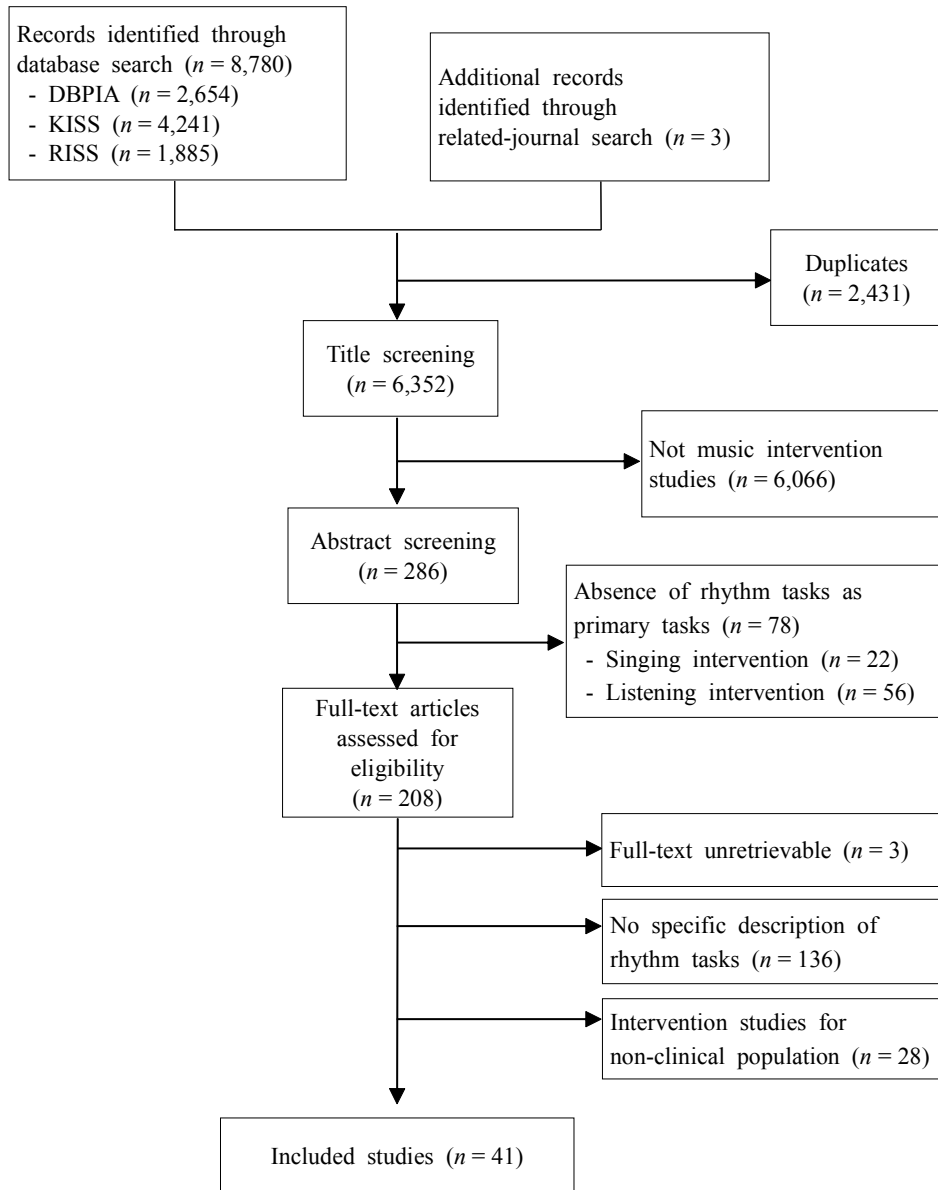 Records identified through
database search (n = 8,780)
- DBPIA (n = 2,654)
- KISS (n = 4,241)
- RISS (n = 1,885)
Additional records
identified through
related-journal search (n = 3)
Duplicates
(n = 2,431)
Title screening
(n = 6,352)
Not music intervention
studies (n = 6,066)
Abstract screening
(n = 286)
Absence of rhythm tasks as
primary tasks (n = 78)
- Singing intervention (n = 22)
- Listening intervention (n = 56)
Full-text articles
assessed for
eligibility
(n = 208)
Full-text unretrievable (n = 3)
No specific description of
rhythm tasks (n = 136)
Intervention studies for
non-clinical population (n = 28)
Included studies (n = 41)